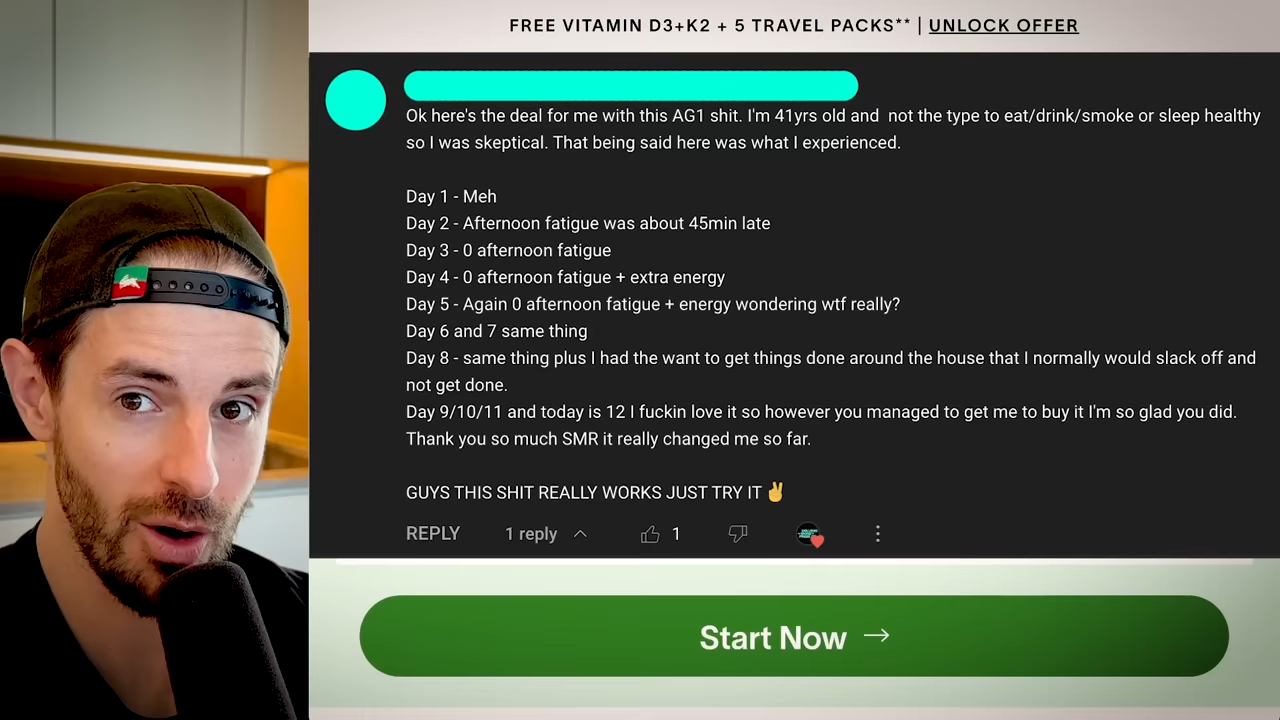 FREE VITAMIN D3+K2 + 5 TRAVEL PACKS** | UNLOCK OFFER
Ok here's the deal for me with this AG1 shit. I'm 41yrs old and  not the type to eat/drink/smoke or sleep healthy
so I was skeptical. That being said here was what I experienced.
Day 1 - Meh
Day 2 - Afternoon fatigue was about 45min late
Day 3 - 0 afternoon fatigue
Day 4 - 0 afternoon fatigue + extra energy
Day 5 - Again 0 afternoon fatigue + energy wondering wtf really?
Day 6 and 7 same thing
Day 8 - same thing plus I had the want to get things done around the house that I normally would slack off and
not get done.
Day 9/10/11 and today is 12 I fuckin love it so however you managed to get me to buy it I'm so glad you did.
Thank you so much SMR it really changed me so far.
GUYS THIS SHIT REALLY WORKS JUST TRY IT ✌️
REPLY 1 reply 1
Start Now →